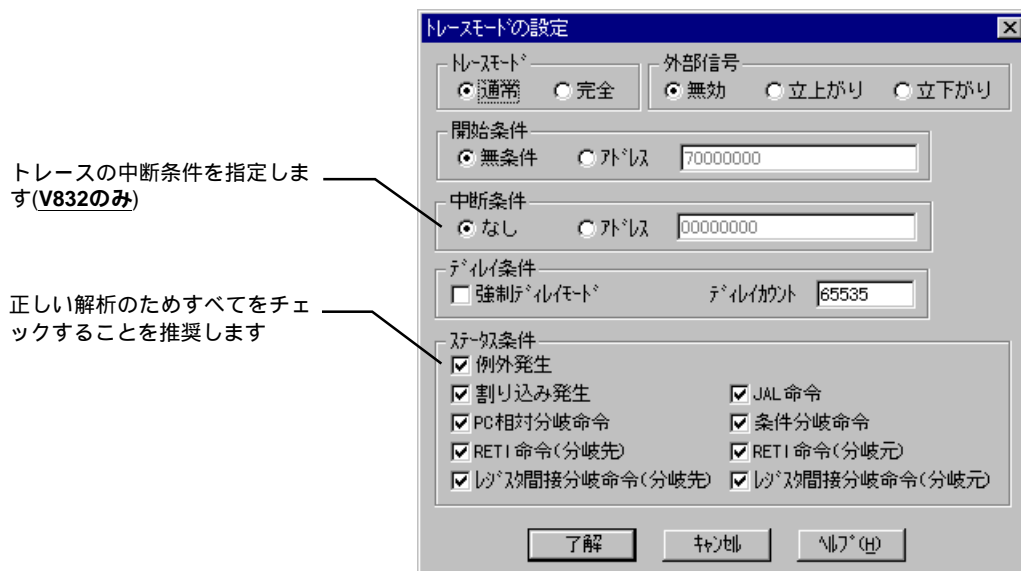 トレースモードの設定
トレースモード
通常 完全
外部信号
無効 立上がり 立下がり
開始条件
無条件 アドレス 70000000
トレースの中断条件を指定しま
す(V832のみ)
中断条件
なし アドレス 00000000
ディレイ条件
強制ディレイモード ディレイカウント 65535
正しい解析のためすべてをチェ
ックすることを推奨します
ステータス条件
例外発生
割り込み発生 JAL命令
PC相対分岐命令 条件分岐命令
RETI命令(分岐先) RETI命令(分岐元)
レジスタ間接分岐命令(分岐先) レジスタ間接分岐命令(分岐元)
了解 キャンセル ヘルプ(H)